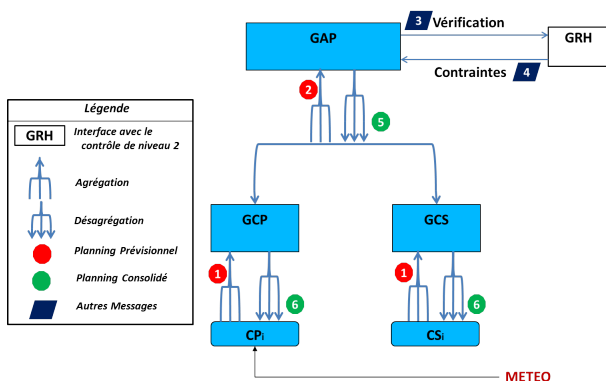 3 Vérification
GAP
GRH
Contraintes 4
2
5
Légende
GRH
Interface avec le
contrôle de niveau 2
Agrégation
Désagrégation
Planning Prévisionnel
Planning Consolidé
Autres Messages
GCP
GCS
1
6
1
6
CPi
CSi
METEO